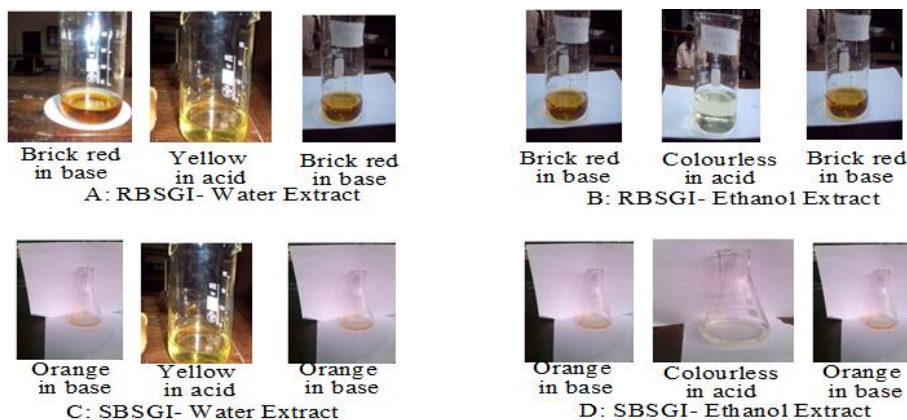 Brick red in base
Yellow in acid
Brick red in base
A: RBSGI- Water Extract
Brick red in base
Colourless in acid
Brick red in base
B: RBSGI- Ethanol Extract
Orange in base
Yellow in acid
Orange in base
C: SBSGI- Water Extract
Orange in base
Colourless in acid
Orange in base
D: SBSGI- Ethanol Extract